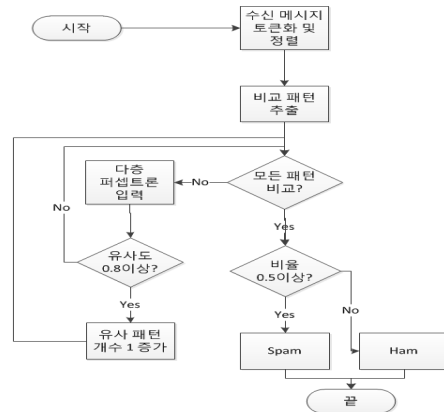 시작
수신 메시지
토큰화 및
정렬
비교 패턴
추출
모든 패턴
비교?
No
다층
퍼셉트론
입력
No
유사도
0.8이상?
Yes
유사 패턴
개수 1 증가
Yes
비율
0.5이상?
Yes
No
Spam
Ham
끝